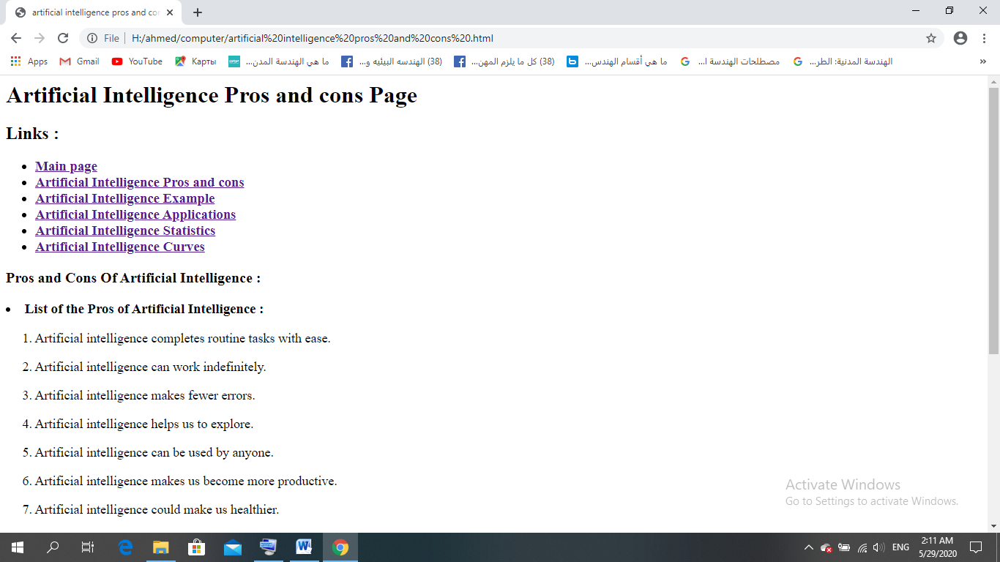 artificial intelligence pros and cor
File H:/ahmed/computer/artificial%20intelligence%20pros%20and%20cons%20.html
Apps Gmail YouTube Карты ما هي الهندسة المدن... (38) الهندسه البيئيه و... (38) كل ما يلزم المهن... ما هي أقسام الهندس... مصطلحات الهندسة ا... الهندسة المدنية: الطر... »
Artificial Intelligence Pros and cons Page
Links :
• Main page
• Artificial Intelligence Pros and cons
• Artificial Intelligence Example
• Artificial Intelligence Applications
• Artificial Intelligence Statistics
• Artificial Intelligence Curves
Pros and Cons Of Artificial Intelligence :
• List of the Pros of Artificial Intelligence :
1. Artificial intelligence completes routine tasks with ease.
2. Artificial intelligence can work indefinitely.
3. Artificial intelligence makes fewer errors.
4. Artificial intelligence helps us to explore.
5. Artificial intelligence can be used by anyone.
6. Artificial intelligence makes us become more productive.
7. Artificial intelligence could make us healthier.
Activate Windows
Go to Settings to activate Windows.
ENG
2:11 AM
5/29/2020